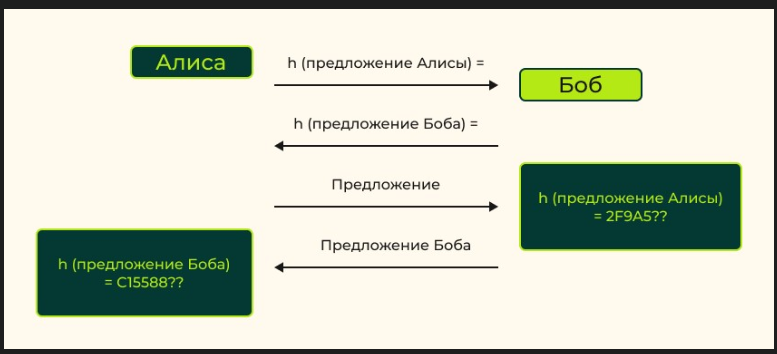 Алиса
h (предложение Алисы) =
Боб
h (предложение Боба) =
Предложение
h (предложение Алисы)
= 2F9A5??
Предложение Боба
h (предложение Боба)
= C15588??